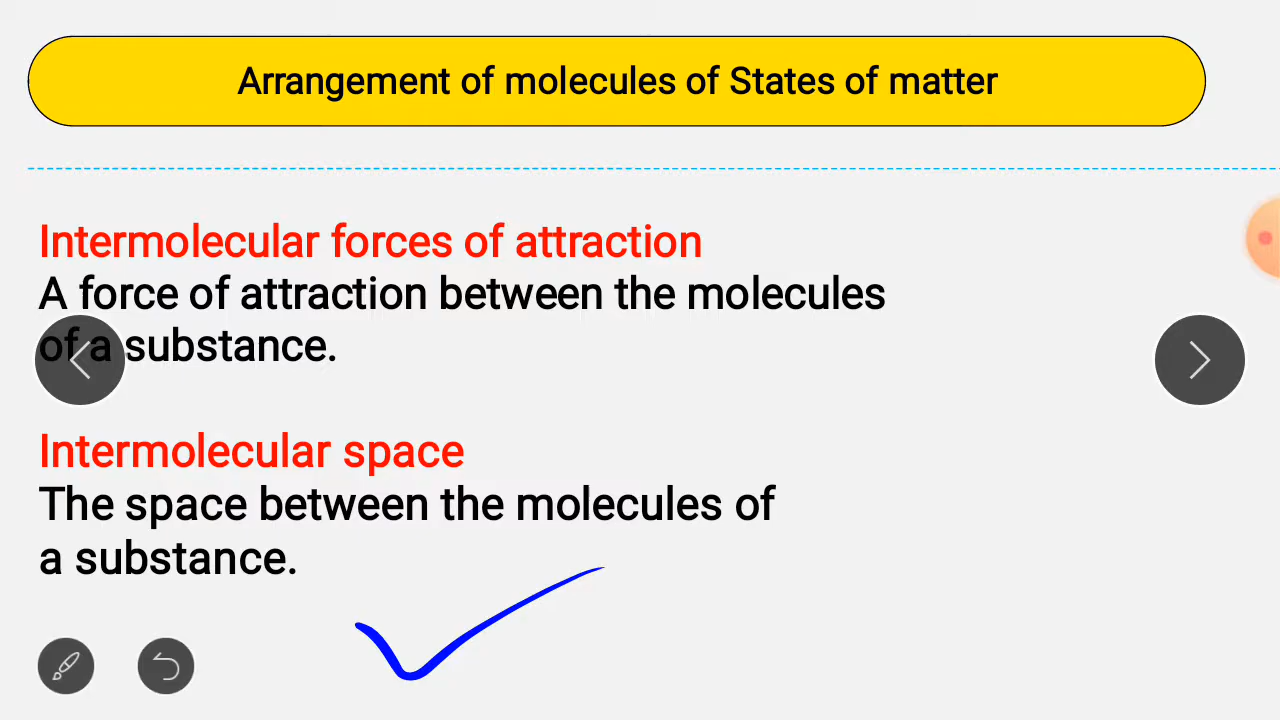 Arrangement of molecules of States of matter
Intermolecular forces of attraction
A force of attraction between the molecules
of a substance.
Intermolecular space
The space between the molecules of
a substance.